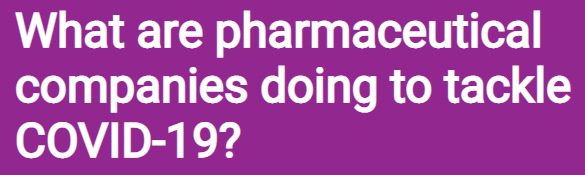 What are pharmaceutical
companies doing to tackle
COVID-19?